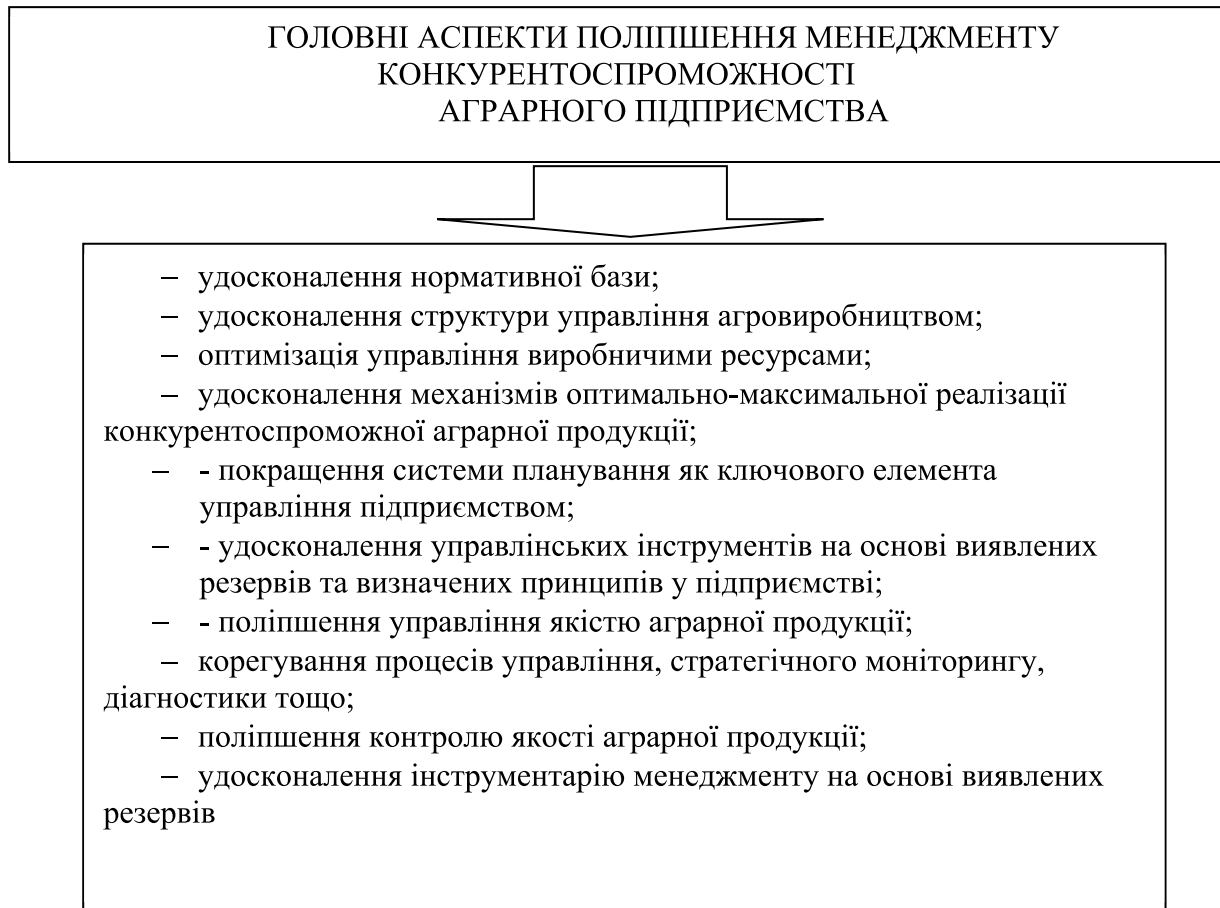 ГОЛОВНІ АСПЕКТИ ПОЛІПШЕННЯ МЕНЕДЖМЕНТУ
КОНКУРЕНТОСПРОМОЖНОСТІ
АГРАРНОГО ПІДПРИЄМСТВА
– удосконалення нормативної бази;
– удосконалення структури управління агровиробництвом;
– оптимізація управління виробничими ресурсами;
– удосконалення механізмів оптимально-максимальної реалізації
конкурентоспроможної аграрної продукції;
– - покращення системи планування як ключового елемента
управління підприємством;
– - удосконалення управлінських інструментів на основі виявлених
резервів та визначених принципів у підприємстві;
– - поліпшення управління якістю аграрної продукції;
– корегування процесів управління, стратегічного моніторингу,
діагностики тощо;
– поліпшення контролю якості аграрної продукції;
– удосконалення інструментарію менеджменту на основі виявлених
резервів